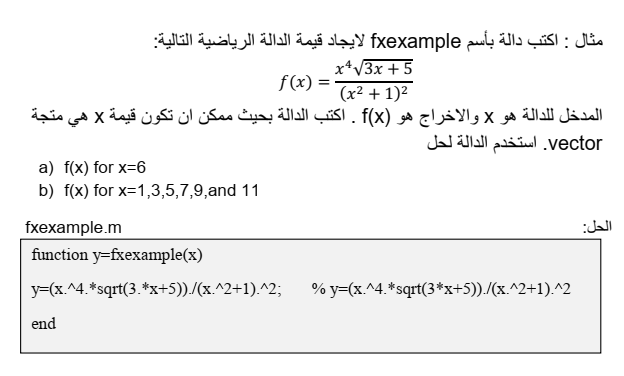 مثال : اكتب دالة بأسم fxexample لايجاد قيمة الدالة الرياضية التالية:
f(x) = x⁴√(3x + 5) / (x² + 1)²
المدخل للدالة هو x والاخراج هو f(x) . اكتب الدالة بحيث ممكن ان تكون قيمة x هي متجة
vector. استخدم الدالة لحل
a) f(x) for x=6
b) f(x) for x=1,3,5,7,9,and 11
الحل:
fxexample.m
function y=fxexample(x)
y=(x.^4.*sqrt(3.*x+5))./(x.^2+1).^2; % y=(x.^4.*sqrt(3*x+5))./(x.^2+1).^2
end